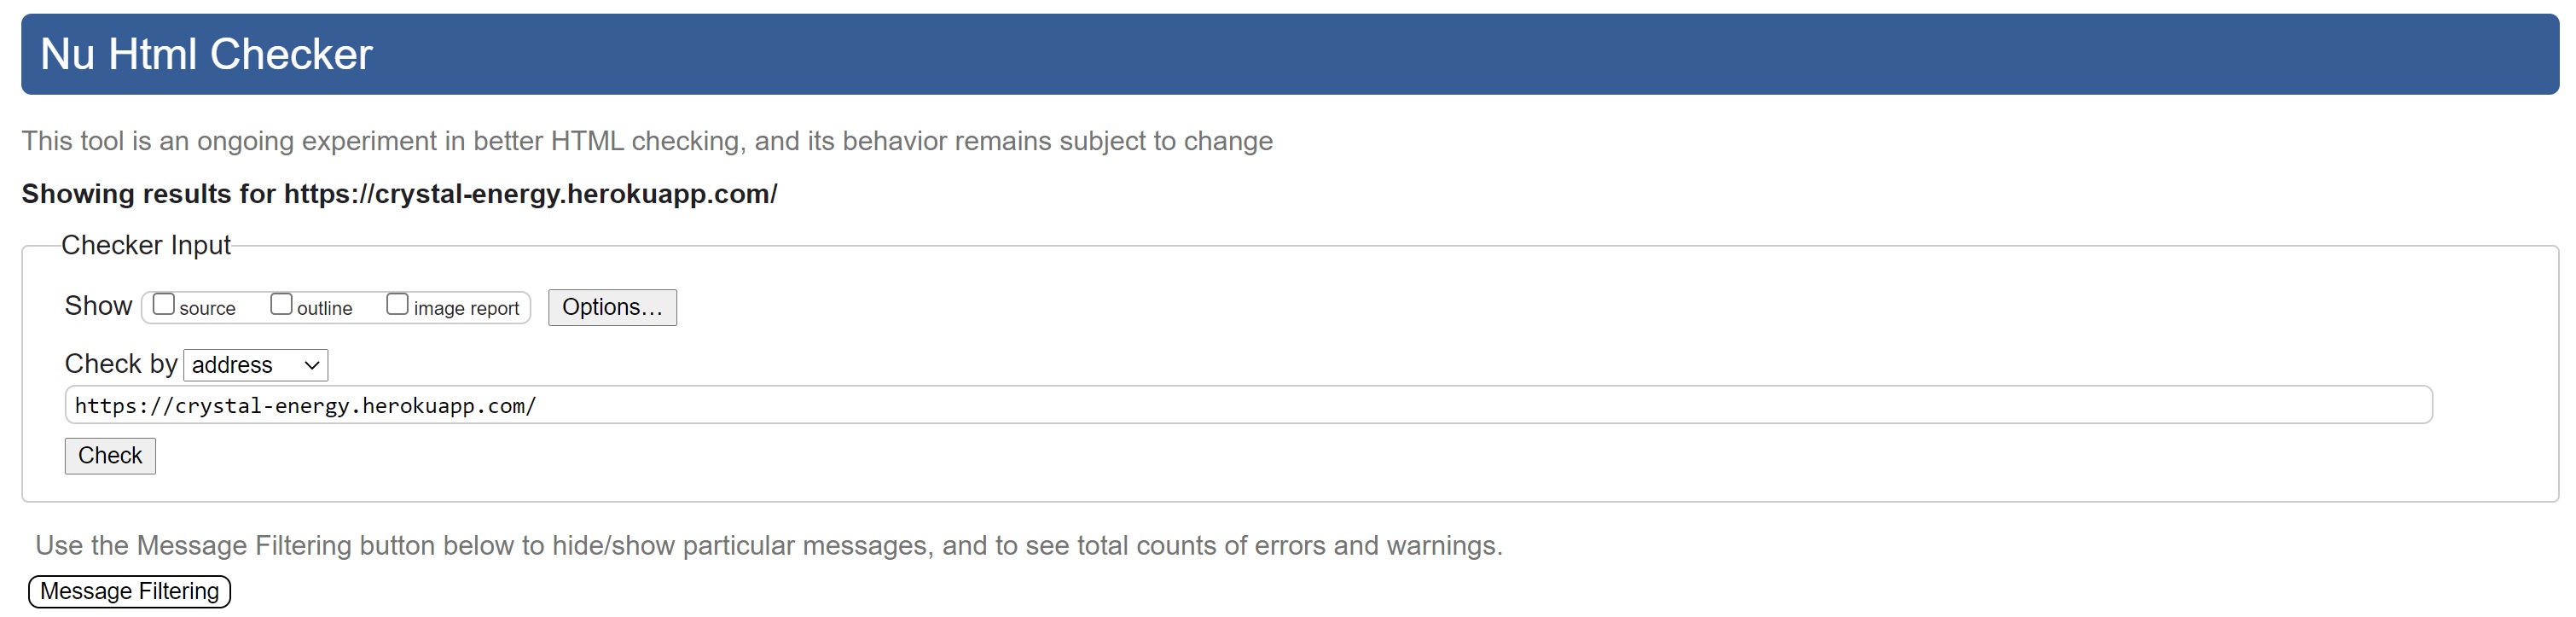 Nu Html Checker
This tool is an ongoing experiment in better HTML checking, and its behavior remains subject to change
Showing results for https://crystal-energy.herokuapp.com/
Checker Input
Show source outline image report Options...
Check by address
https://crystal-energy.herokuapp.com/
Check
Use the Message Filtering button below to hide/show particular messages, and to see total counts of errors and warnings.
Message Filtering